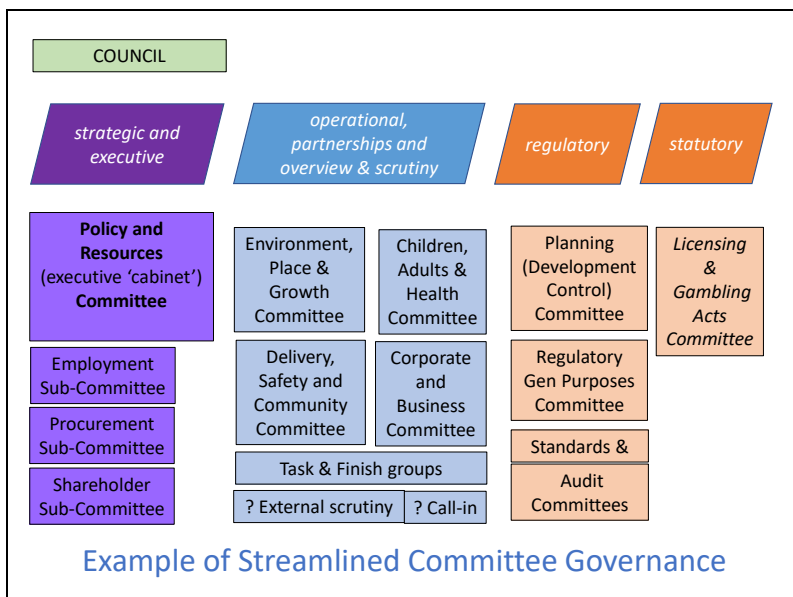 COUNCIL
strategic and
executive
operational,
partnerships and
overview & scrutiny
regulatory
statutory
Policy and
Resources
(executive ‘cabinet’)
Committee
Employment
Sub-Committee
Procurement
Sub-Committee
Shareholder
Sub-Committee
Environment,
Place &
Growth
Committee
Children,
Adults &
Health
Committee
Delivery,
Safety and
Community
Committee
Corporate
and
Business
Committee
Task & Finish groups
? External scrutiny
? Call-in
Planning
(Development
Control)
Committee
Regulatory
Gen Purposes
Committee
Standards &
Audit
Committees
Licensing
&
Gambling
Acts
Committee
Example of Streamlined Committee Governance